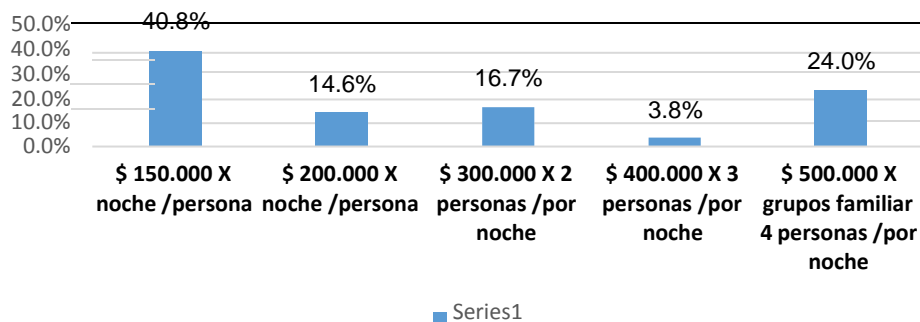 50.0%
40.0%
30.0%
20.0%
10.0%
0.0%
40.8%
14.6%
16.7%
3.8%
24.0%
$ 150.000 X
noche /persona
$ 200.000 X
noche /persona
$ 300.000 X 2
personas /por
noche
$ 400.000 X 3
personas /por
noche
$ 500.000 X
grupos familiar
4 personas /por
noche
Series1